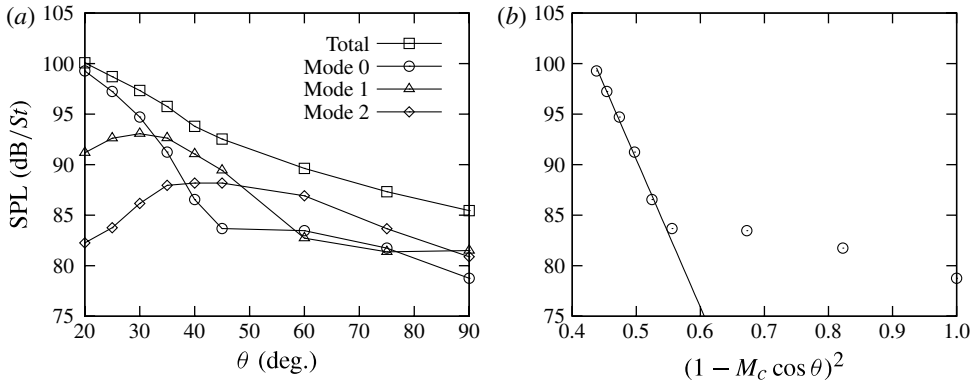 (a)
105
100
95
90
85
80
75
SPL (dB/St)
Total
Mode 0
Mode 1
Mode 2
20 30 40 50 60 70 80 90
θ (deg.)
(b)
105
100
95
90
85
80
75
0.4 0.5 0.6 0.7 0.8 0.9 1.0
(1 − M_c cos θ)²